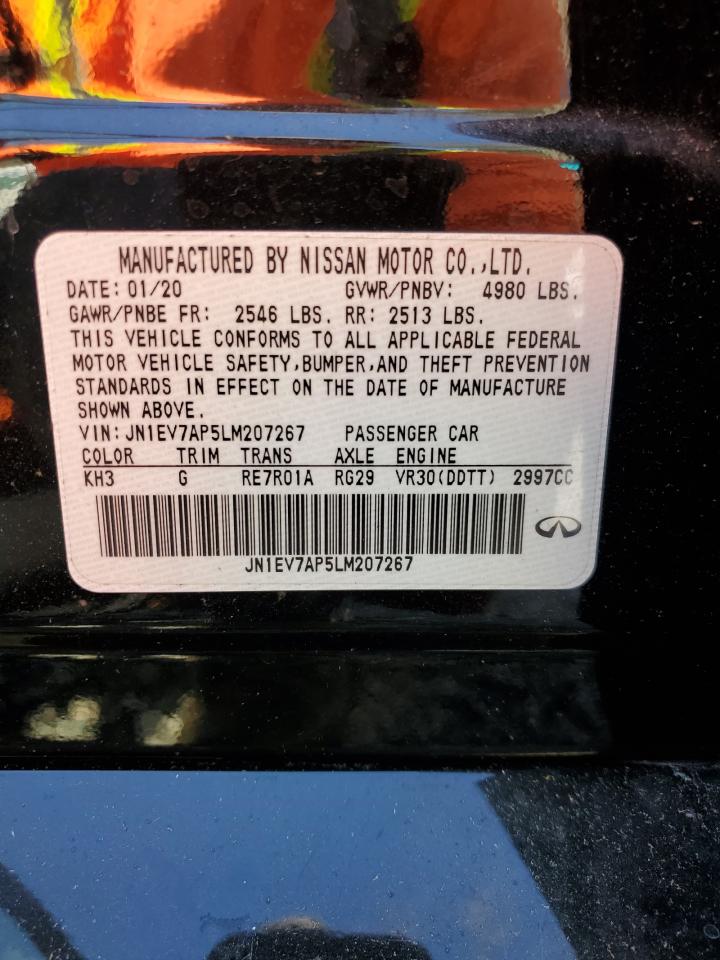 MANUFACTURED BY NISSAN MOTOR CO.,LTD.
DATE: 01/20 GVWR/PNBV: 4980 LBS.
GAWR/PNBE FR: 2546 LBS. RR: 2513 LBS.
THIS VEHICLE CONFORMS TO ALL APPLICABLE FEDERAL
MOTOR VEHICLE SAFETY,BUMPER,AND THEFT PREVENTION
STANDARDS IN EFFECT ON THE DATE OF MANUFACTURE
SHOWN ABOVE.
VIN:JN1EV7AP5LM207267 PASSENGER CAR
COLOR TRIM TRANS AXLE ENGINE
KH3 G RE7R01A RG29 VR30(DDTT) 2997CC
JN1EV7AP5LM207267